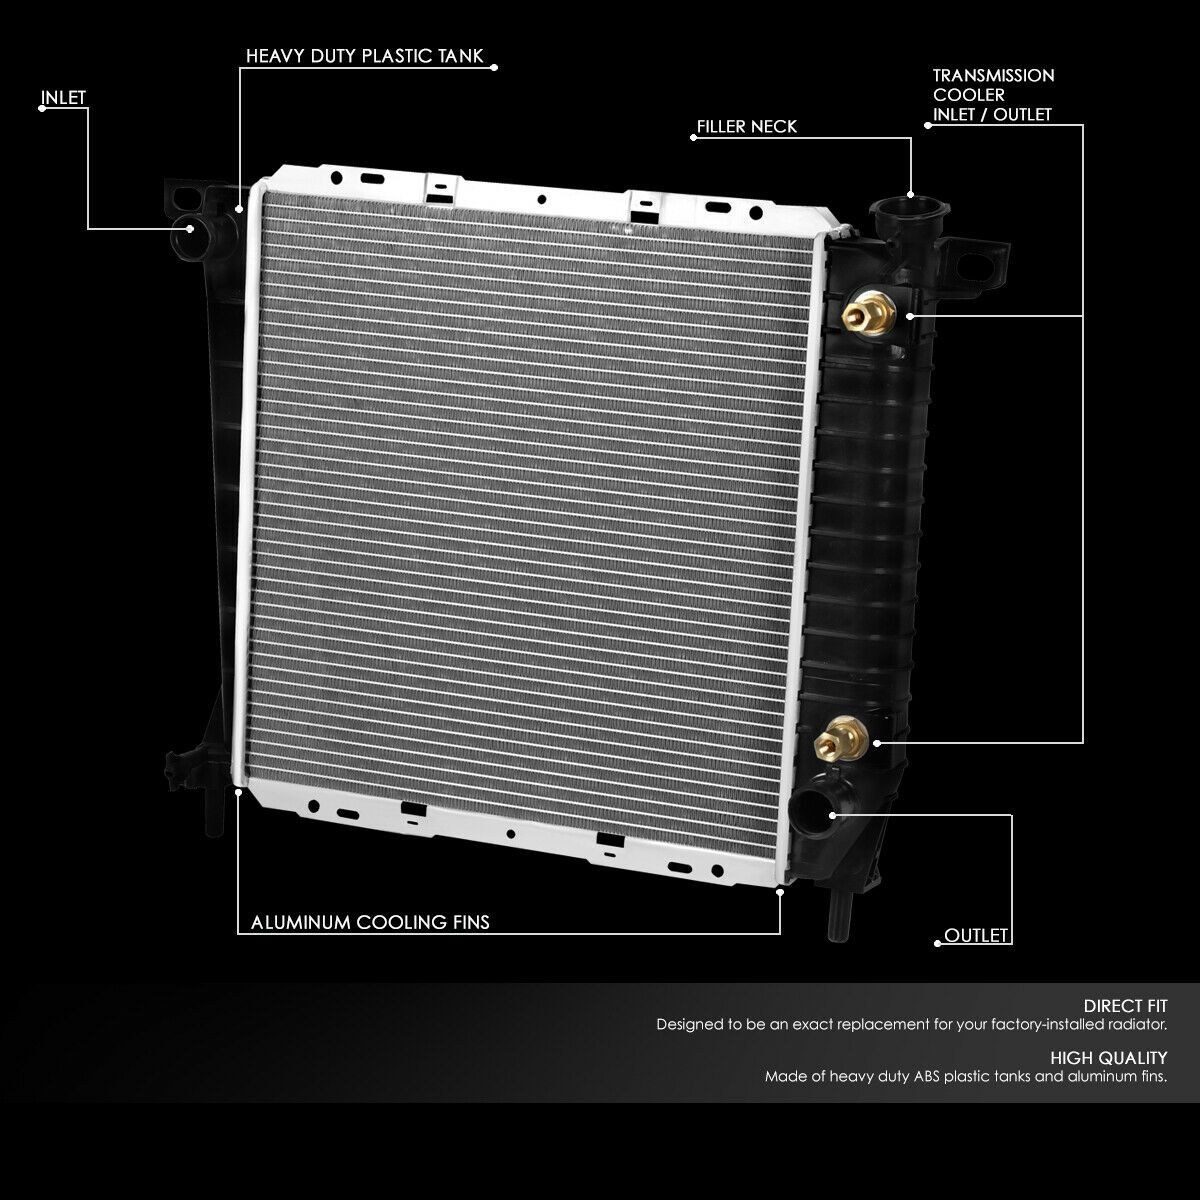 HEAVY DUTY PLASTIC TANK
INLET
TRANSMISSION
COOLER
INLET / OUTLET
FILLER NECK
ALUMINUM COOLING FINS
OUTLET
DIRECT FIT
Designed to be an exact replacement for your factory-installed radiator.
HIGH QUALITY
Made of heavy duty ABS plastic tanks and aluminum fins.